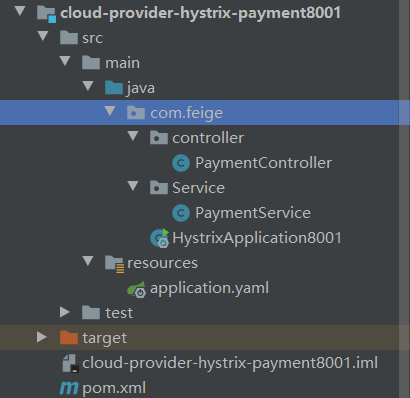 cloud-provider-hystrix-payment8001
src
main
java
com.feige
controller
PaymentController
Service
PaymentService
HystrixApplication8001
resources
application.yaml
test
target
cloud-provider-hystrix-payment8001.iml
pom.xml